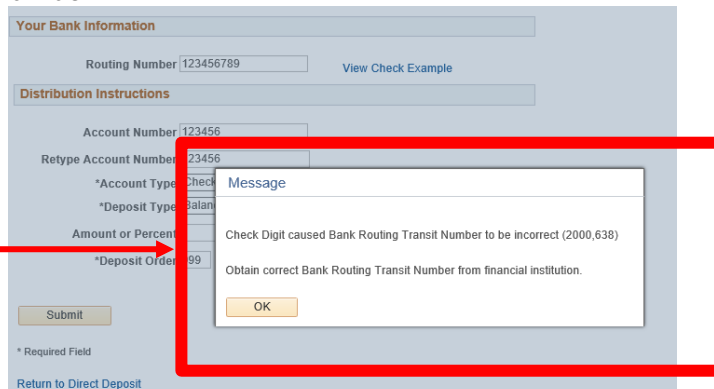 Your Bank Information
Routing Number 123456789 View Check Example
Distribution Instructions
Account Number 123456
Retype Account Number 123456
*Account Type Check
*Deposit Type Balan
Amount or Percent
*Deposit Order 999
Message
Check Digit caused Bank Routing Transit Number to be incorrect (2000,638)
Obtain correct Bank Routing Transit Number from financial institution.
OK
Submit
* Required Field
Return to Direct Deposit